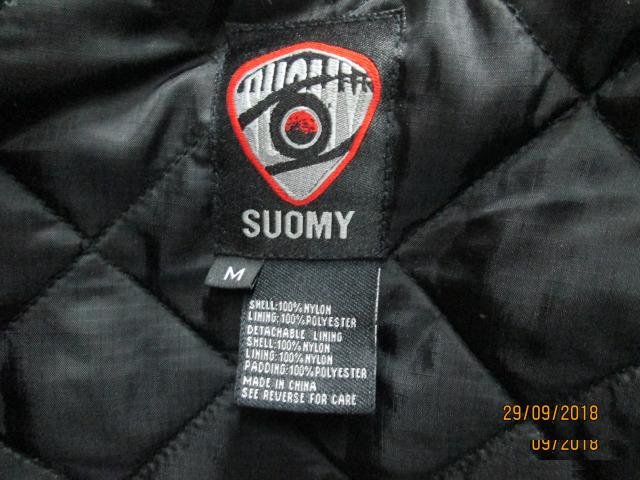 SUOMY
SUOMY
M
SHELL:100%NYLON
LINING:100%POLYESTER
DETACHABLE LINING
SHELL:100%NYLON
LINING:100%NYLON
PADDING:100%POLYESTER
MADE IN CHINA
SEE REVERSE FOR CARE
29/09/2018
09/2018